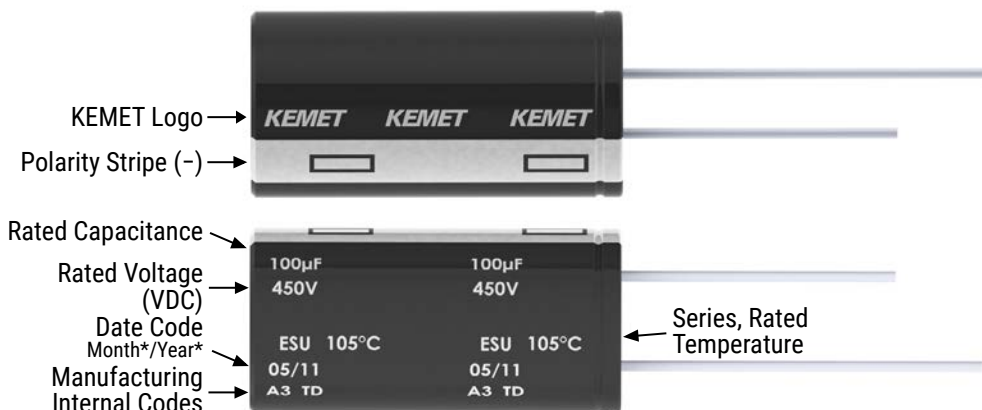 KEMET Logo
KEMET KEMET KEMET
Polarity Stripe (−)
Rated Capacitance
100µF 100µF
Rated Voltage
(VDC)
450V 450V
Date Code
Month*/Year*
ESU 105°C ESU 105°C
Series, Rated
Temperature
05/11 05/11
Manufacturing
Internal Codes
A3 TD A3 TD